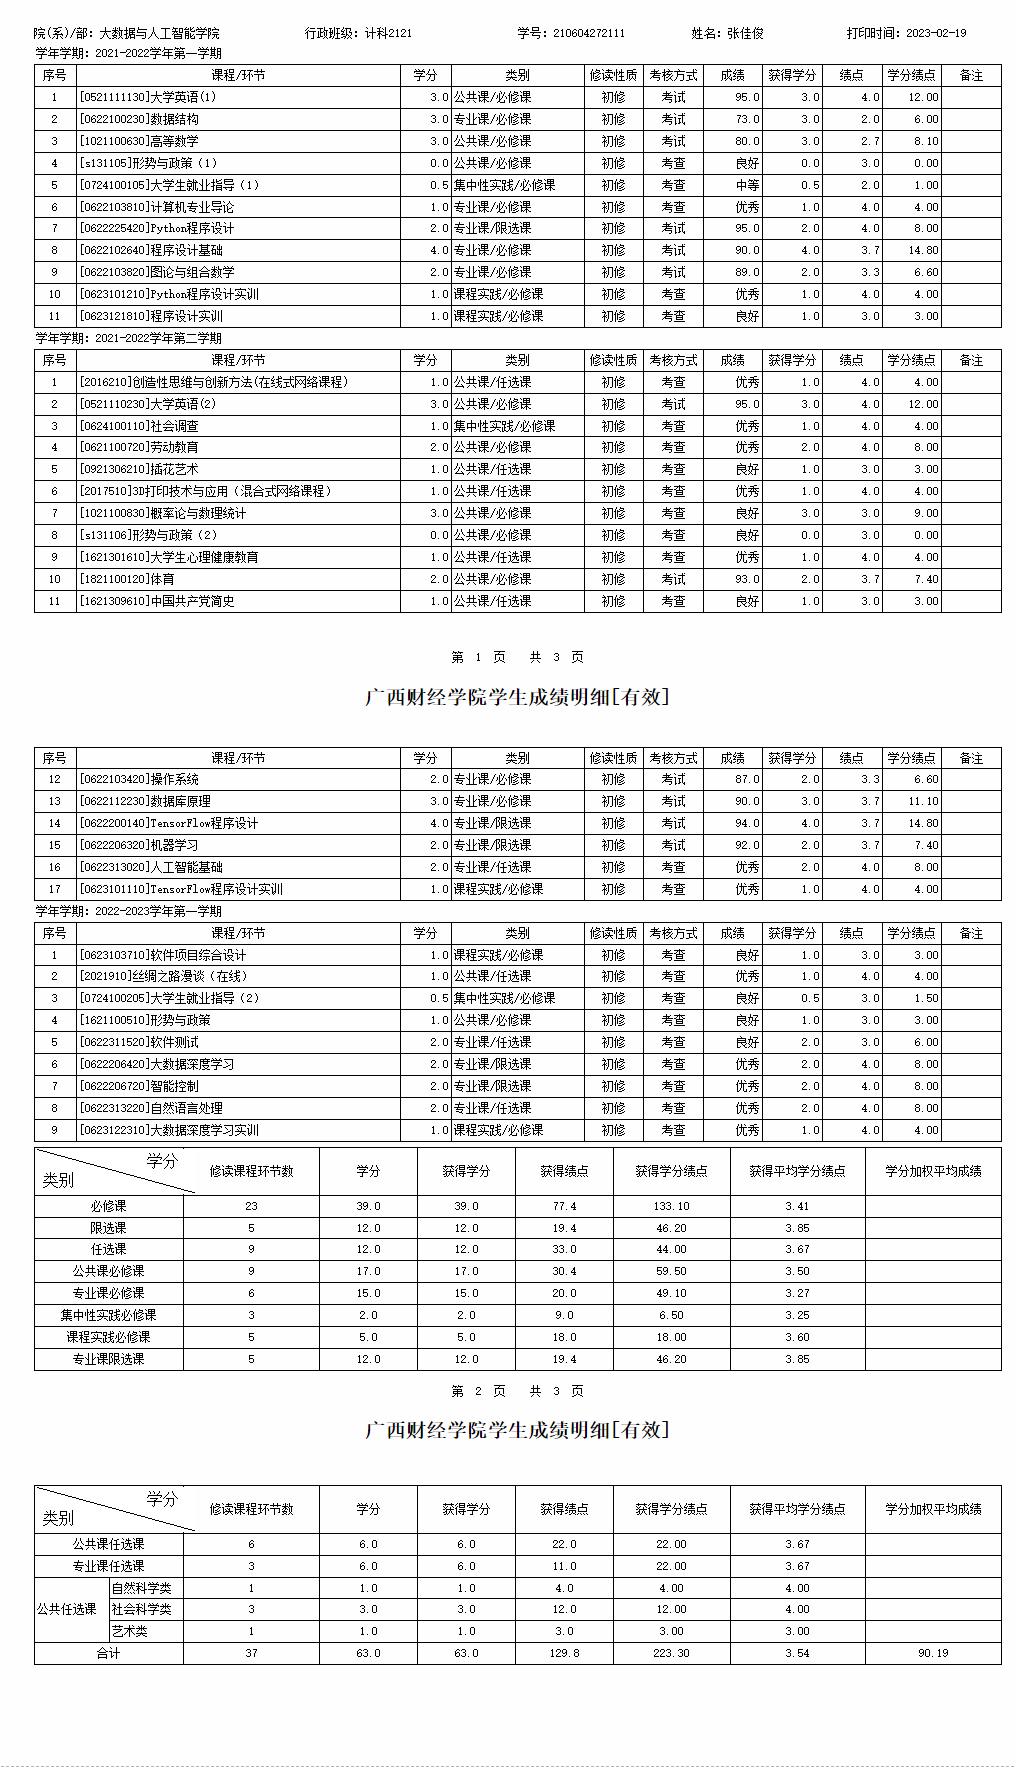 院(系)/部：大数据与人工智能学院 行政班级：计科2121 学号：210604272111 姓名：张佳俊 打印时间：2023-02-19
学年学期：2021-2022学年第一学期
序号 课程/环节 学分 类别 修读性质 考核方式 成绩 获得学分 绩点 学分绩点 备注
1 [0521111130]大学英语(1) 3.0 公共课/必修课 初修 考试 95.0 3.0 4.0 12.00
2 [0622100230]数据结构 3.0 专业课/必修课 初修 考试 73.0 3.0 2.0 6.00
3 [1021100630]高等数学 3.0 公共课/必修课 初修 考试 80.0 3.0 2.7 8.10
4 [s131105]形势与政策（1） 0.0 公共课/必修课 初修 考查 良好 0.0 3.0 0.00
5 [0724100105]大学生就业指导（1） 0.5 集中性实践/必修课 初修 考查 中等 0.5 2.0 1.00
6 [0622103810]计算机专业导论 1.0 专业课/必修课 初修 考查 优秀 1.0 4.0 4.00
7 [0622225420]Python程序设计 2.0 专业课/限选课 初修 考试 95.0 2.0 4.0 8.00
8 [0622102640]程序设计基础 4.0 专业课/必修课 初修 考试 90.0 4.0 3.7 14.80
9 [0622103820]图论与组合数学 2.0 专业课/必修课 初修 考试 89.0 2.0 3.3 6.60
10 [0623101210]Python程序设计实训 1.0 课程实践/必修课 初修 考查 优秀 1.0 4.0 4.00
11 [0623121810]程序设计实训 1.0 课程实践/必修课 初修 考查 良好 1.0 3.0 3.00
学年学期：2021-2022学年第二学期
序号 课程/环节 学分 类别 修读性质 考核方式 成绩 获得学分 绩点 学分绩点 备注
1 [2016210]创造性思维与创新方法(在线式网络课程) 1.0 公共课/任选课 初修 考查 优秀 1.0 4.0 4.00
2 [0521110230]大学英语(2) 3.0 公共课/必修课 初修 考试 95.0 3.0 4.0 12.00
3 [0624100110]社会调查 1.0 集中性实践/必修课 初修 考查 优秀 1.0 4.0 4.00
4 [0621100720]劳动教育 2.0 公共课/必修课 初修 考查 优秀 2.0 4.0 8.00
5 [0921306210]插花艺术 1.0 公共课/任选课 初修 考查 良好 1.0 3.0 3.00
6 [2017510]3D打印技术与应用（混合式网络课程） 1.0 公共课/任选课 初修 考查 优秀 1.0 4.0 4.00
7 [1021100830]概率论与数理统计 3.0 公共课/必修课 初修 考查 良好 3.0 3.0 9.00
8 [s131106]形势与政策（2） 0.0 公共课/必修课 初修 考查 良好 0.0 3.0 0.00
9 [1621301610]大学生心理健康教育 1.0 公共课/任选课 初修 考查 优秀 1.0 4.0 4.00
10 [1821100120]体育 2.0 公共课/必修课 初修 考试 93.0 2.0 3.7 7.40
11 [1621309610]中国共产党简史 1.0 公共课/任选课 初修 考查 良好 1.0 3.0 3.00
第 1 页 共 3 页
广西财经学院学生成绩明细[有效]
序号 课程/环节 学分 类别 修读性质 考核方式 成绩 获得学分 绩点 学分绩点 备注
12 [0622103420]操作系统 2.0 专业课/必修课 初修 考试 87.0 2.0 3.3 6.60
13 [0622112230]数据库原理 3.0 专业课/必修课 初修 考试 90.0 3.0 3.7 11.10
14 [0622200140]TensorFlow程序设计 4.0 专业课/限选课 初修 考试 94.0 4.0 3.7 14.80
15 [0622206320]机器学习 2.0 专业课/限选课 初修 考试 92.0 2.0 3.7 7.40
16 [0622313020]人工智能基础 2.0 专业课/任选课 初修 考查 优秀 2.0 4.0 8.00
17 [0623101110]TensorFlow程序设计实训 1.0 课程实践/必修课 初修 考查 优秀 1.0 4.0 4.00
学年学期：2022-2023学年第一学期
序号 课程/环节 学分 类别 修读性质 考核方式 成绩 获得学分 绩点 学分绩点 备注
1 [0623103710]软件项目综合设计 1.0 课程实践/必修课 初修 考查 良好 1.0 3.0 3.00
2 [2021910]丝绸之路漫谈（在线） 1.0 公共课/任选课 初修 考查 优秀 1.0 4.0 4.00
3 [0724100205]大学生就业指导（2） 0.5 集中性实践/必修课 初修 考查 良好 0.5 3.0 1.50
4 [1621100510]形势与政策 1.0 公共课/必修课 初修 考查 良好 1.0 3.0 3.00
5 [0622311520]软件测试 2.0 专业课/任选课 初修 考查 良好 2.0 3.0 6.00
6 [0622206420]大数据深度学习 2.0 专业课/限选课 初修 考查 优秀 2.0 4.0 8.00
7 [0622206720]智能控制 2.0 专业课/限选课 初修 考查 优秀 2.0 4.0 8.00
8 [0622313220]自然语言处理 2.0 专业课/任选课 初修 考查 优秀 2.0 4.0 8.00
9 [0623122310]大数据深度学习实训 1.0 课程实践/必修课 初修 考查 优秀 1.0 4.0 4.00
学分 类别 修读课程环节数 学分 获得学分 获得绩点 获得学分绩点 获得平均学分绩点 学分加权平均成绩
必修课 23 39.0 39.0 77.4 133.10 3.41
限选课 5 12.0 12.0 19.4 46.20 3.85
任选课 9 12.0 12.0 33.0 44.00 3.67
公共课必修课 9 17.0 17.0 30.4 59.50 3.50
专业课必修课 6 15.0 15.0 20.0 49.10 3.27
集中性实践必修课 3 2.0 2.0 9.0 6.50 3.25
课程实践必修课 5 5.0 5.0 18.0 18.00 3.60
专业课限选课 5 12.0 12.0 19.4 46.20 3.85
第 2 页 共 3 页
广西财经学院学生成绩明细[有效]
学分 类别 修读课程环节数 学分 获得学分 获得绩点 获得学分绩点 获得平均学分绩点 学分加权平均成绩
公共课任选课 6 6.0 6.0 22.0 22.00 3.67
专业课任选课 3 6.0 6.0 11.0 22.00 3.67
自然科学类 1 1.0 1.0 4.0 4.00 4.00
公共任选课 社会科学类 3 3.0 3.0 12.0 12.00 4.00
艺术类 1 1.0 1.0 3.0 3.00 3.00
合计 37 63.0 63.0 129.8 223.30 3.54 90.19